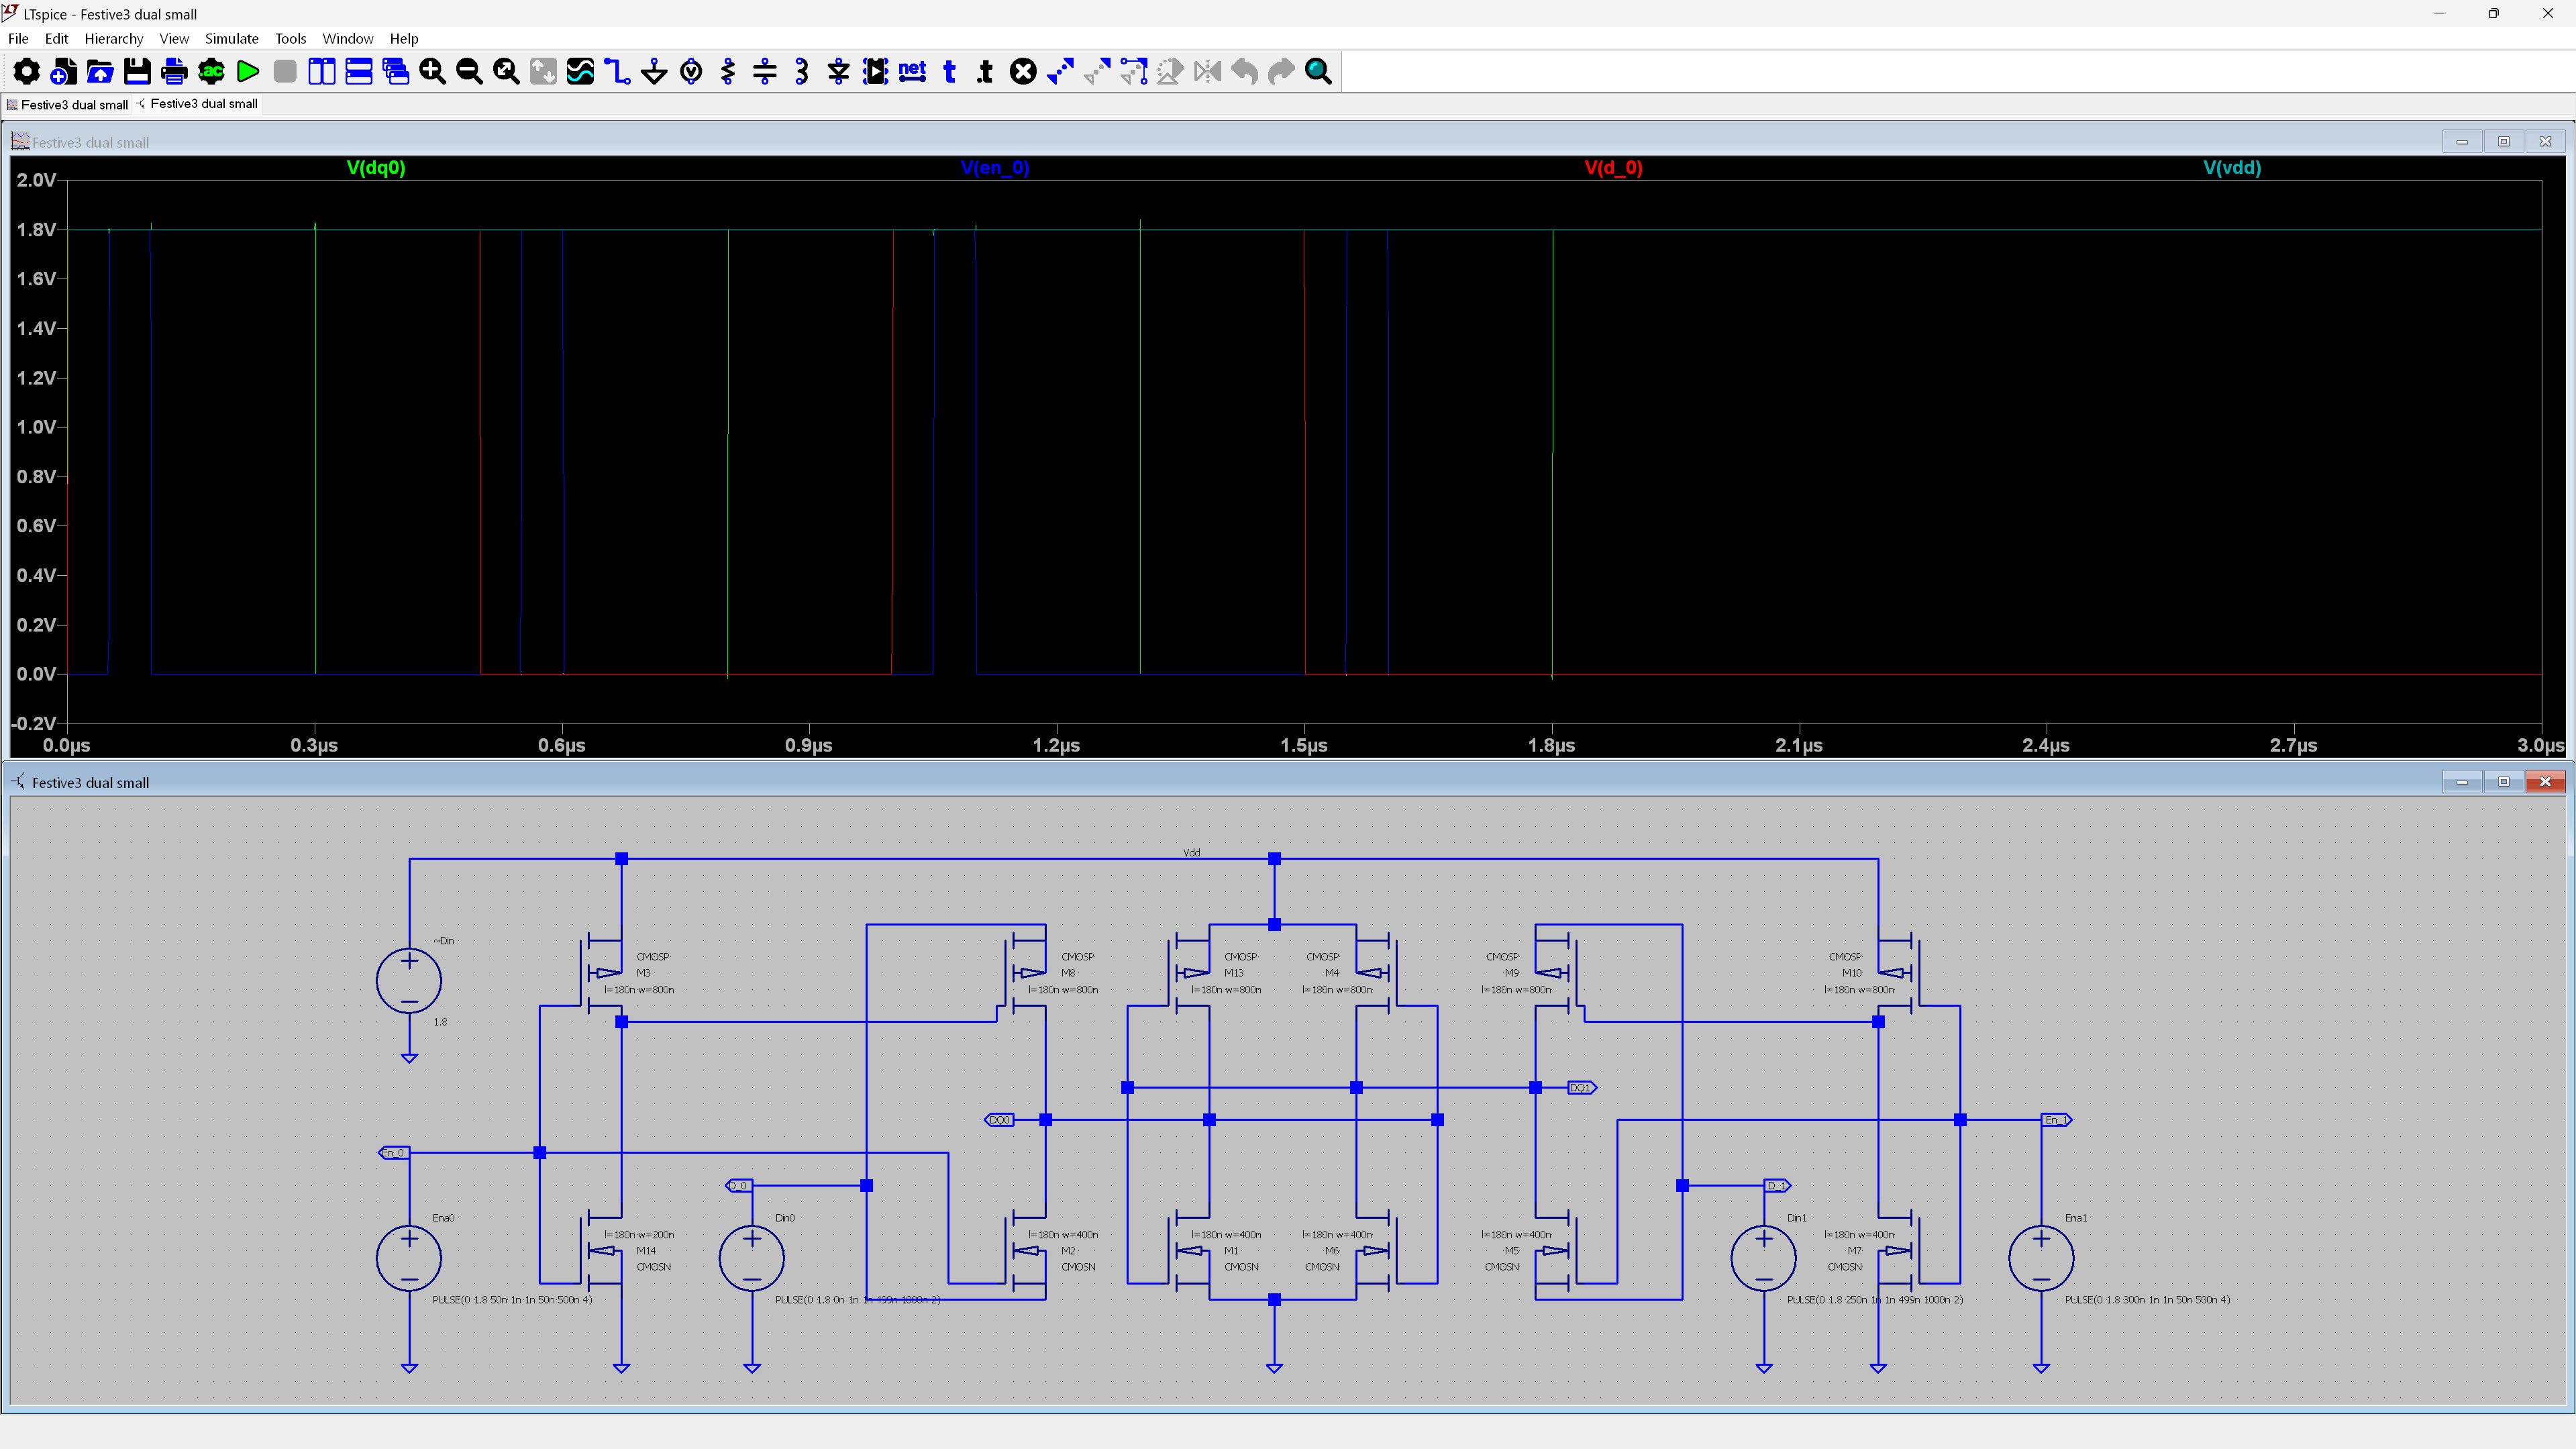 LTspice - Festive3 dual small
File Edit Hierarchy View Simulate Tools Window Help
.ac net t .t
Festive3 dual small Festive3 dual small
Festive3 dual small
V(dq0) V(en_0) V(d_0) V(vdd)
2.0V
1.8V
1.6V
1.4V
1.2V
1.0V
0.8V
0.6V
0.4V
0.2V
0.0V
-0.2V
0.0µs 0.3µs 0.6µs 0.9µs 1.2µs 1.5µs 1.8µs 2.1µs 2.4µs 2.7µs 3.0µs
Festive3 dual small
Vdd
~Din
CMOSP CMOSP CMOSP CMOSP CMOSP CMOSP
M3 M8 M13 M4 M9 M10
l=180n w=800n l=180n w=800n l=180n w=800n l=180n w=800n l=180n w=800n l=180n w=800n
1.8
DQ1
DQ0 En_1
En_0
D_0 D_1
Ena0 Din0 Din1 Ena1
l=180n w=200n l=180n w=400n l=180n w=400n l=180n w=400n l=180n w=400n l=180n w=400n
M14 M2 M1 M6 M5 M7
CMOSN CMOSN CMOSN CMOSN CMOSN CMOSN
PULSE(0 1.8 50n 1n 1n 50n 500n 4) PULSE(0 1.8 0n 1n 1n 499n 1000n 2) PULSE(0 1.8 250n 1n 1n 499n 1000n 2) PULSE(0 1.8 300n 1n 1n 50n 500n 4)